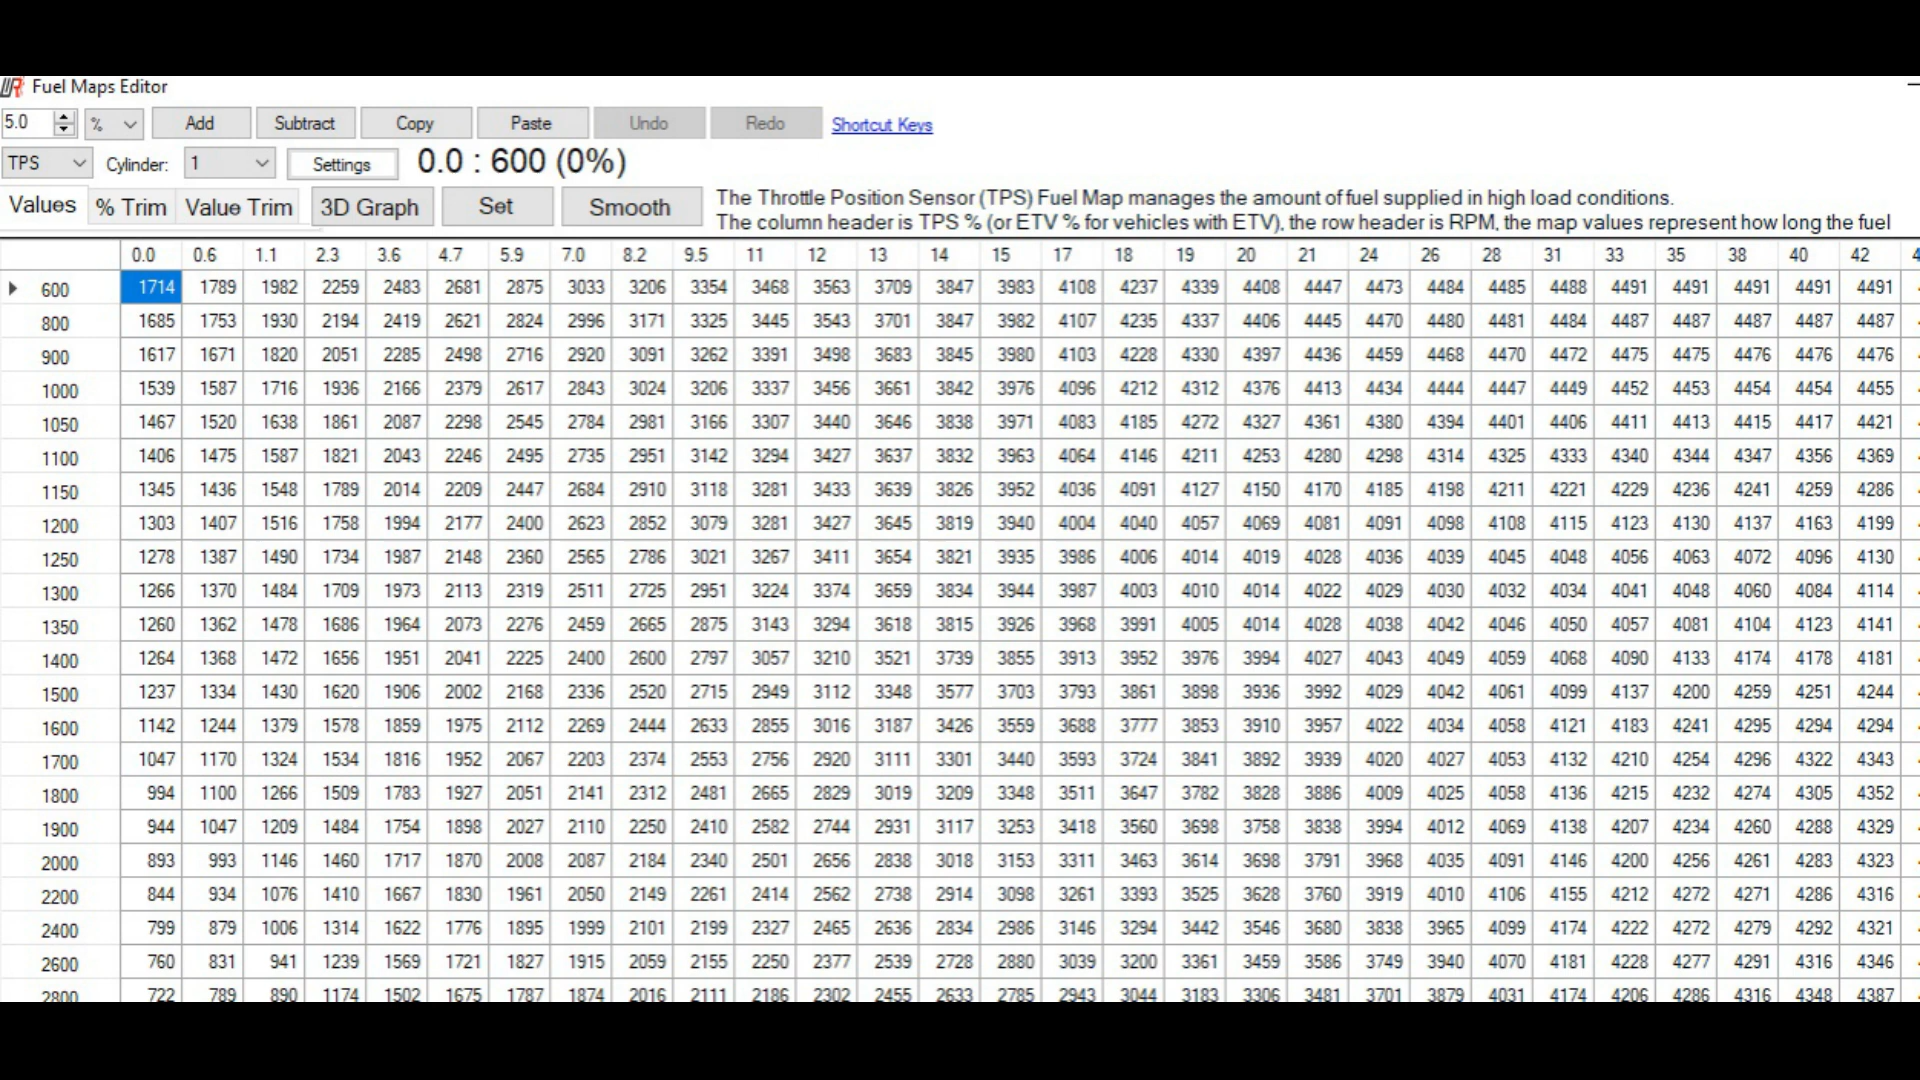 Fuel Maps Editor
5.0 % Add Subtract Copy Paste Undo Redo Shortcut Keys
TPS Cylinder: 1 Settings 0.0 : 600 (0%)
Values % Trim Value Trim 3D Graph Set Smooth
The Throttle Position Sensor (TPS) Fuel Map manages the amount of fuel supplied in high load conditions.
The column header is TPS % (or ETV % for vehicles with ETV), the row header is RPM, the map values represent how long the fuel
0.0 0.6 1.1 2.3 3.6 4.7 5.9 7.0 8.2 9.5 11 12 13 14 15 17 18 19 20 21 24 26 28 31 33 35 38 40 42
600 1714 1789 1982 2259 2483 2681 2875 3033 3206 3354 3468 3563 3709 3847 3983 4108 4237 4339 4408 4447 4473 4484 4485 4488 4491 4491 4491 4491 4491
800 1685 1753 1930 2194 2419 2621 2824 2996 3171 3325 3445 3543 3701 3847 3982 4107 4235 4337 4406 4445 4470 4480 4481 4484 4487 4487 4487 4487 4487
900 1617 1671 1820 2051 2285 2498 2716 2920 3091 3262 3391 3498 3683 3845 3980 4103 4228 4330 4397 4436 4459 4468 4470 4472 4475 4475 4476 4476 4476
1000 1539 1587 1716 1936 2166 2379 2617 2843 3024 3206 3337 3456 3661 3842 3976 4096 4212 4312 4376 4413 4434 4444 4447 4449 4452 4453 4454 4454 4455
1050 1467 1520 1638 1861 2087 2298 2545 2784 2981 3166 3307 3440 3646 3838 3971 4083 4185 4272 4327 4361 4380 4394 4401 4406 4411 4413 4415 4417 4421
1100 1406 1475 1587 1821 2043 2246 2495 2735 2951 3142 3294 3427 3637 3832 3963 4064 4146 4211 4253 4280 4298 4314 4325 4333 4340 4344 4347 4356 4369
1150 1345 1436 1548 1789 2014 2209 2447 2684 2910 3118 3281 3433 3639 3826 3952 4036 4091 4127 4150 4170 4185 4198 4211 4221 4229 4236 4241 4259 4286
1200 1303 1407 1516 1758 1994 2177 2400 2623 2852 3079 3281 3427 3645 3819 3940 4004 4040 4057 4069 4081 4091 4098 4108 4115 4123 4130 4137 4163 4199
1250 1278 1387 1490 1734 1987 2148 2360 2565 2786 3021 3267 3411 3654 3821 3935 3986 4006 4014 4019 4028 4036 4039 4045 4048 4056 4063 4072 4096 4130
1300 1266 1370 1484 1709 1973 2113 2319 2511 2725 2951 3224 3374 3659 3834 3944 3987 4003 4010 4014 4022 4029 4030 4032 4034 4041 4048 4060 4084 4114
1350 1260 1362 1478 1686 1964 2073 2276 2459 2665 2875 3143 3294 3618 3815 3926 3968 3991 4005 4014 4028 4038 4042 4046 4050 4057 4081 4104 4123 4141
1400 1264 1368 1472 1656 1951 2041 2225 2400 2600 2797 3057 3210 3521 3739 3855 3913 3952 3976 3994 4027 4043 4049 4059 4068 4090 4133 4174 4178 4181
1500 1237 1334 1430 1620 1906 2002 2168 2336 2520 2715 2949 3112 3348 3577 3703 3793 3861 3898 3936 3992 4029 4042 4061 4099 4137 4200 4259 4251 4244
1600 1142 1244 1379 1578 1859 1975 2112 2269 2444 2633 2855 3016 3187 3426 3559 3688 3777 3853 3910 3957 4022 4034 4058 4121 4183 4241 4295 4294 4294
1700 1047 1170 1324 1534 1816 1952 2067 2203 2374 2553 2756 2920 3111 3301 3440 3593 3724 3841 3892 3939 4020 4027 4053 4132 4210 4254 4296 4322 4343
1800 994 1100 1266 1509 1783 1927 2051 2141 2312 2481 2665 2829 3019 3209 3348 3511 3647 3782 3828 3886 4009 4025 4058 4136 4215 4232 4274 4305 4352
1900 944 1047 1209 1484 1754 1898 2027 2110 2250 2410 2582 2744 2931 3117 3253 3418 3560 3698 3758 3838 3994 4012 4069 4138 4207 4234 4260 4288 4329
2000 893 993 1146 1460 1717 1870 2008 2087 2184 2340 2501 2656 2838 3018 3153 3311 3463 3614 3698 3791 3968 4035 4091 4146 4200 4256 4261 4283 4323
2200 844 934 1076 1410 1667 1830 1961 2050 2149 2261 2414 2562 2738 2914 3098 3261 3393 3525 3628 3760 3919 4010 4106 4155 4212 4272 4271 4286 4316
2400 799 879 1006 1314 1622 1776 1895 1999 2101 2199 2327 2465 2636 2834 2986 3146 3294 3442 3546 3680 3838 3965 4099 4174 4222 4272 4279 4292 4321
2600 760 831 941 1239 1569 1721 1827 1915 2059 2155 2250 2377 2539 2728 2880 3039 3200 3361 3459 3586 3749 3940 4070 4181 4228 4277 4291 4316 4346
2800 722 789 890 1174 1502 1675 1787 1874 2016 2111 2186 2302 2455 2633 2785 2943 3044 3183 3306 3481 3701 3879 4031 4174 4206 4286 4316 4348 4387